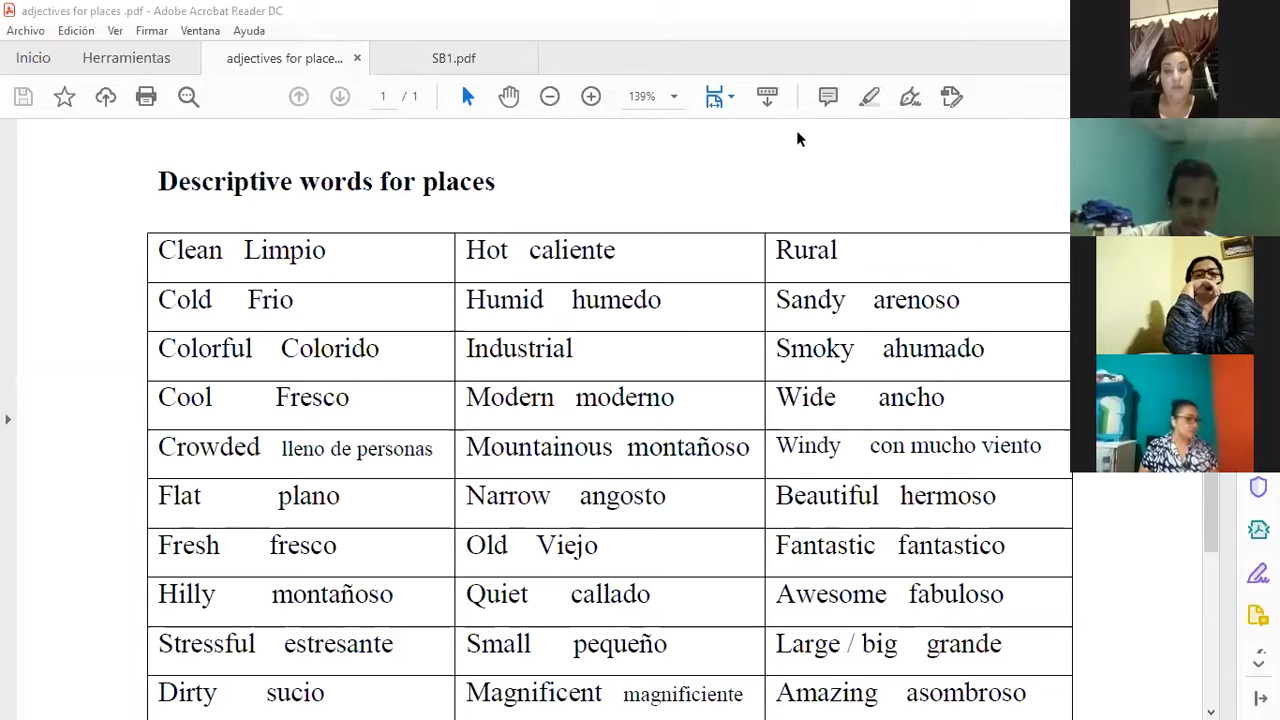 adjectives for places .pdf - Adobe Acrobat Reader DC
Archivo Edición Ver Firmar Ventana Ayuda
Inicio Herramientas adjectives for place... × SB1.pdf
1 / 1 139%
Descriptive words for places
Clean Limpio Hot caliente Rural
Cold Frio Humid humedo Sandy arenoso
Colorful Colorido Industrial Smoky ahumado
Cool Fresco Modern moderno Wide ancho
Crowded lleno de personas Mountainous montañoso Windy con mucho viento
Flat plano Narrow angosto Beautiful hermoso
Fresh fresco Old Viejo Fantastic fantastico
Hilly montañoso Quiet callado Awesome fabuloso
Stressful estresante Small pequeño Large / big grande
Dirty sucio Magnificent magnificiente Amazing asombroso